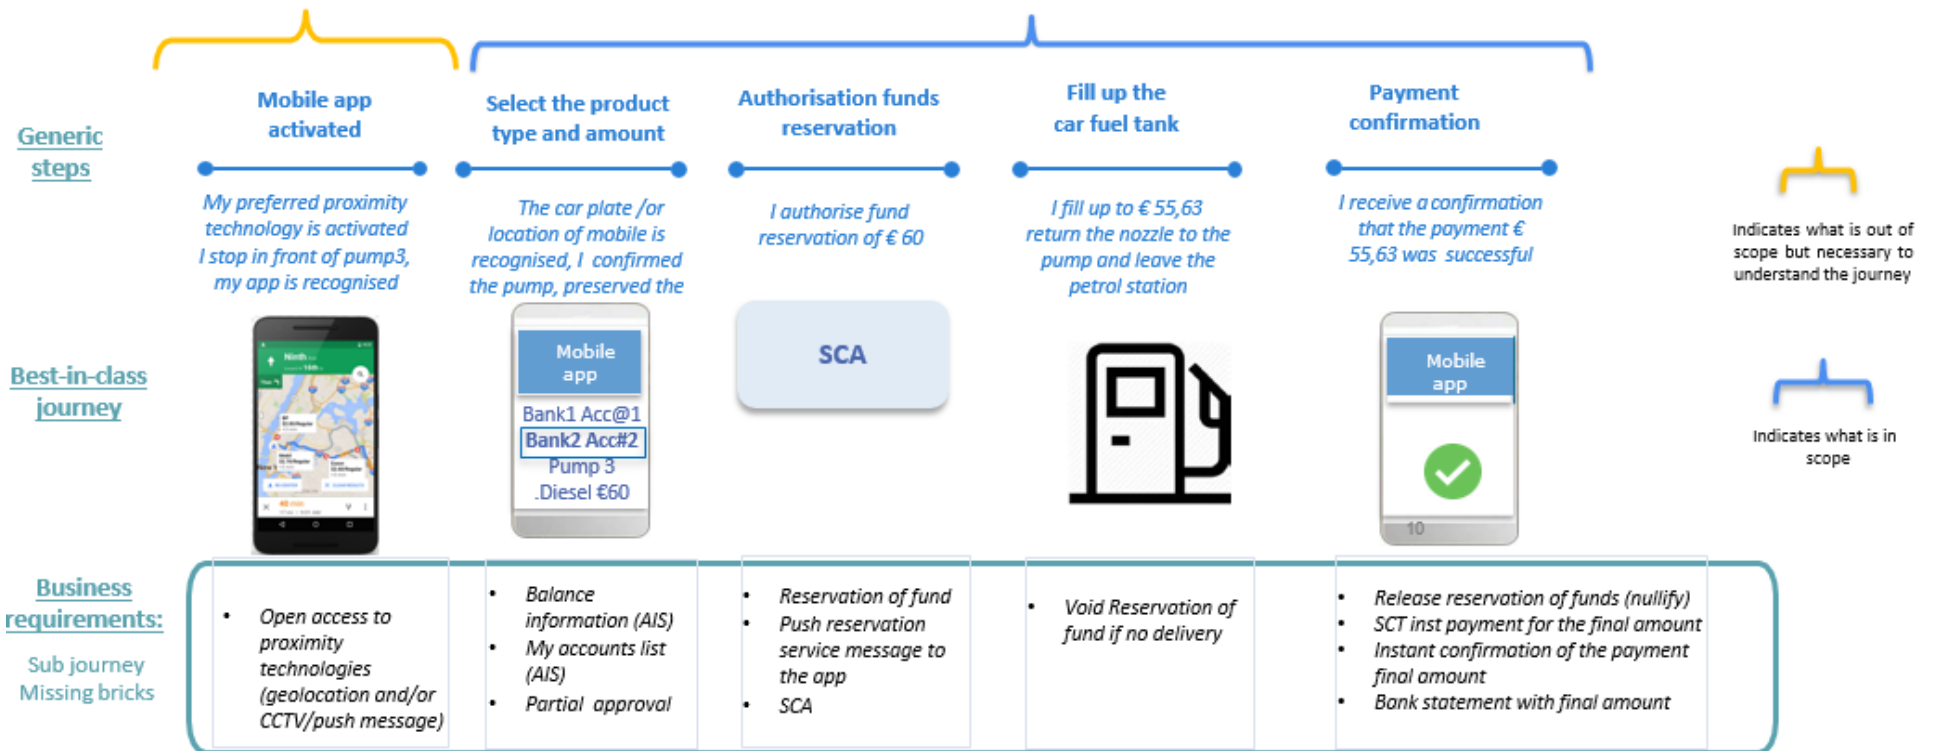 Generic
steps
Mobile app
activated
Select the product
type and amount
Authorisation funds
reservation
Fill up the
car fuel tank
Payment
confirmation
My preferred proximity
technology is activated
I stop in front of pump3,
my app is recognised
The car plate /or
location of mobile is
recognised, I confirmed
the pump, preserved the
I authorise fund
reservation of € 60
I fill up to € 55,63
return the nozzle to the
pump and leave the
petrol station
I receive a confirmation
that the payment €
55,63 was successful
Indicates what is out of
scope but necessary to
understand the journey
Best-in-class
journey
Ninth
16th
Mobile
app
Bank1 Acc@1
Bank2 Acc#2
Pump 3
.Diesel €60
SCA
Mobile
app
10
Indicates what is in
scope
Business
requirements:
Sub journey
Missing bricks
• Open access to
proximity
technologies
(geolocation and/or
CCTV/push message)
• Balance
information (AIS)
• My accounts list
(AIS)
• Partial approval
• Reservation of fund
• Push reservation
service message to
the app
• SCA
• Void Reservation of
fund if no delivery
• Release reservation of funds (nullify)
• SCT inst payment for the final amount
• Instant confirmation of the payment
final amount
• Bank statement with final amount